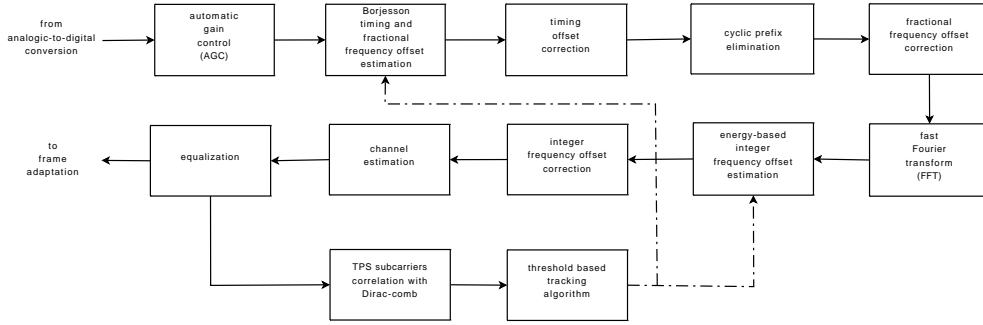 from
analogic-to-digital
conversion
automatic
gain
control
(AGC)
Borjesson
timing and
fractional
frequency offset
estimation
timing
offset
correction
cyclic prefix
elimination
fractional
frequency offset
correction
to
frame
adaptation
equalization
channel
estimation
integer
frequency offset
correction
energy-based
integer
frequency offset
estimation
fast
Fourier
transform
(FFT)
TPS subcarriers
correlation with
Dirac-comb
threshold based
tracking
algorithm